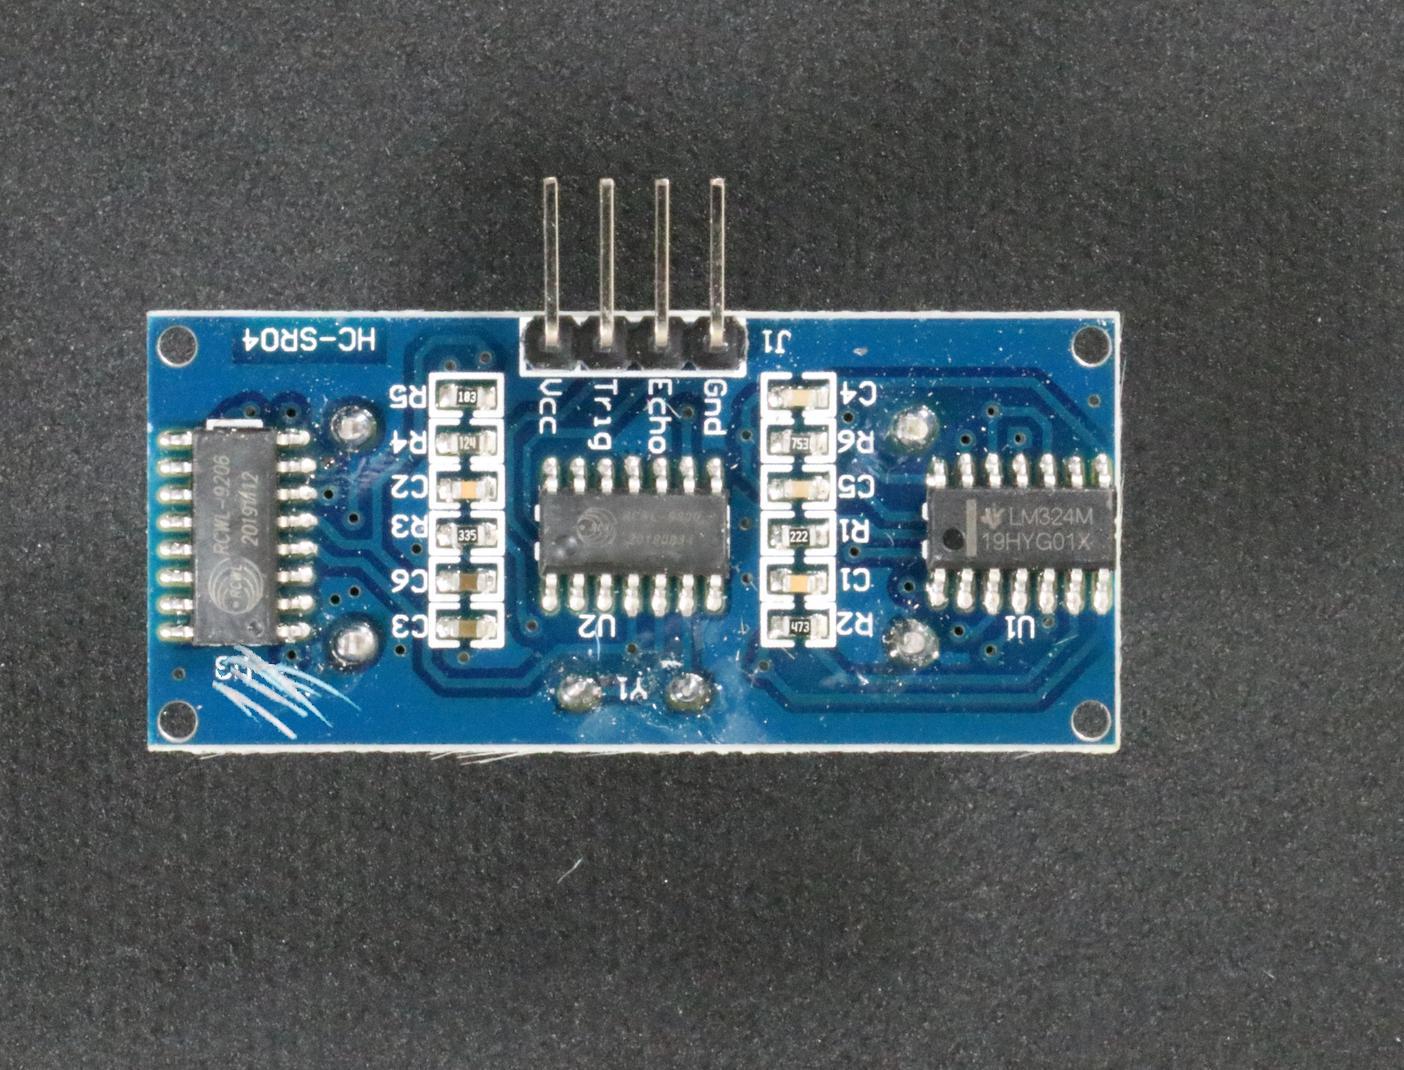 HC-SR04
J1
Vcc
Trig
Echo
Gnd
R5
103
R4
124
C2
R3
335
C6
C3
C4
R6
753
C5
R1
222
C1
R2
473
RCWL-9206
RCWL
U2
Y1
LM324M
19HYG01X
U1